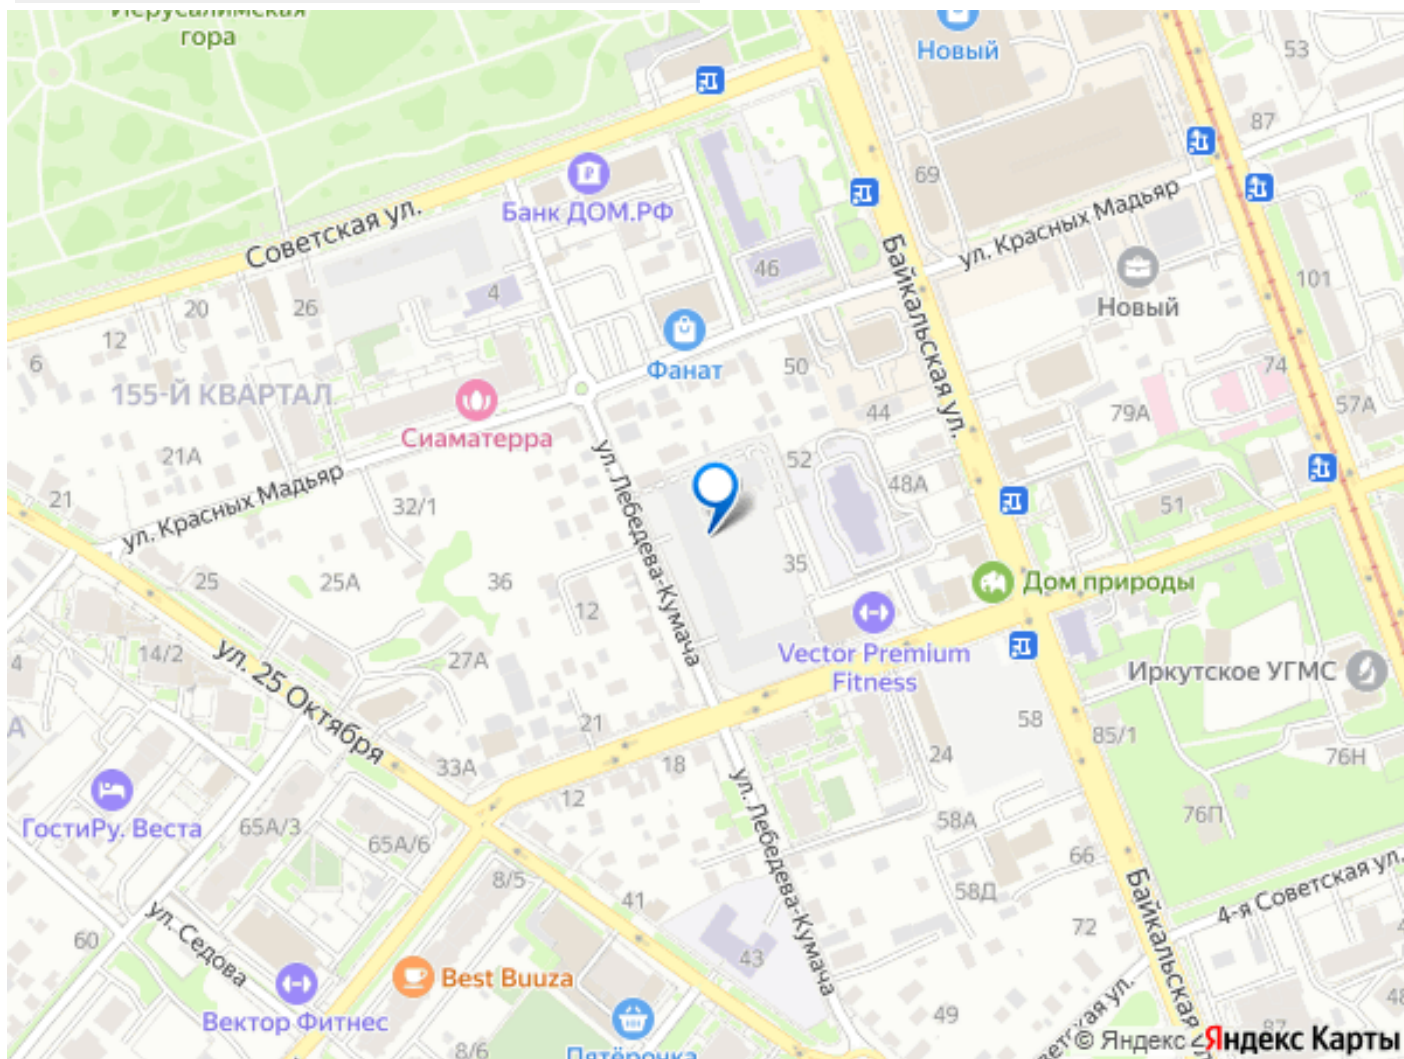 Иерусалимская
гора
Новый
53
87
69
Банк ДОМ.РФ
Советская ул.
ул. Красных Мадьяр
46
4
26
20
12
6
Новый
101
Фанат
50
Байкальская ул.
74
57А
155-Й КВАРТАЛ
Сиаматерра
44
79А
21А
52
48А
51
21
ул. Красных Мадьяр
32/1
ул. Лебедева-Кумача
25
25А
36
12
35
Дом природы
14/2
4
ул. 25 Октября
27А
Vector Premium
Fitness
Иркутское УГМС
А
21
58
85/1
76Н
33А
18
24
12
ул. Лебедева-Кумача
76П
ГостиРу. Веста
65А/3
65А/6
58А
66
8/5
41
58Д
Байкальская ул.
4-я Советская ул.
72
60
ул. Седова
43
Best Buuza
49
Вектор Фитнес
8/6
Пятёрочка
87
© Яндекс
Яндекс Карты